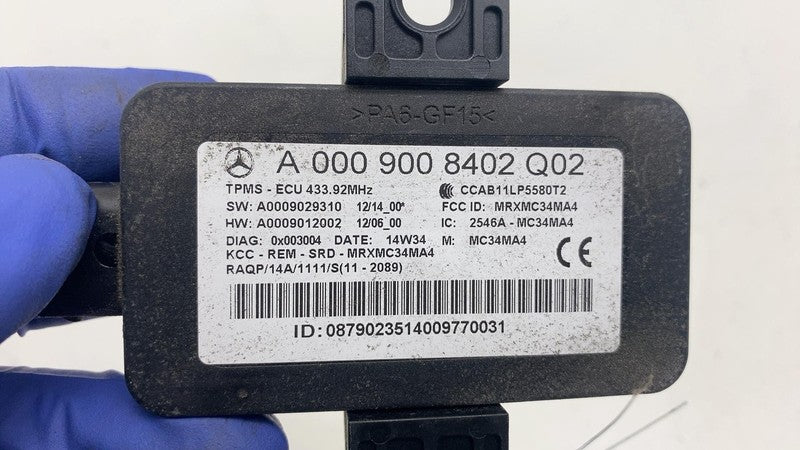 >PA6-GF15<
A 000 900 8402 Q02
TPMS - ECU 433.92MHz CCAB11LP5580T2
SW: A0009029310 12/14_00* FCC ID: MRXMC34MA4
HW: A0009012002 12/06_00 IC: 2546A - MC34MA4
DIAG: 0x003004 DATE: 14W34 M: MC34MA4
KCC - REM - SRD - MRXMC34MA4
RAQP/14A/1111/S(11 - 2089)
CE
ID: 0879023514009770031